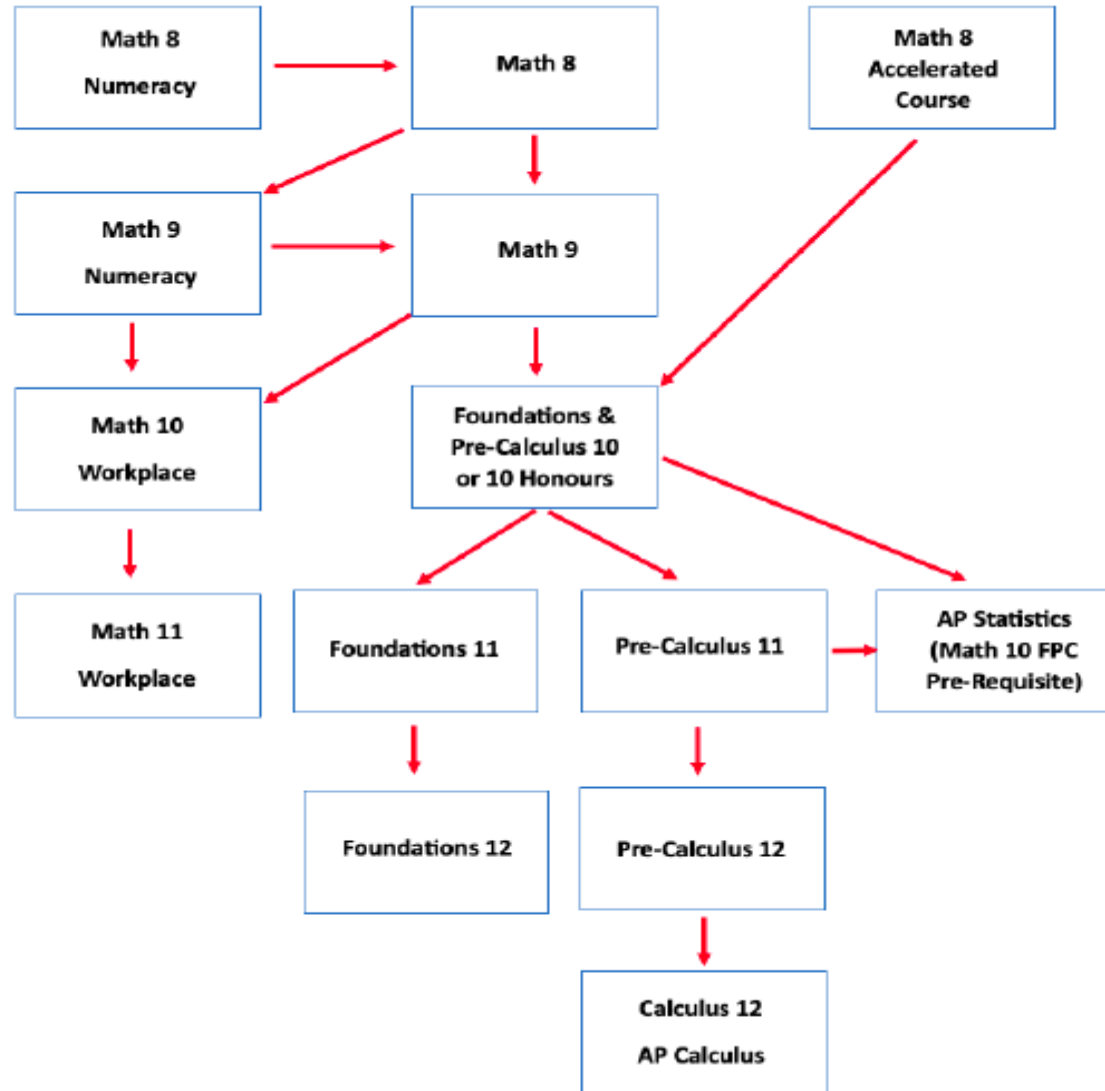 Math 8
Numeracy
Math 8
Math 8
Accelerated
Course
Math 9
Numeracy
Math 9
Math 10
Workplace
Foundations &
Pre-Calculus 10
or 10 Honours
Math 11
Workplace
Foundations 11
Pre-Calculus 11
AP Statistics
(Math 10 FPC
Pre-Requisite)
Foundations 12
Pre-Calculus 12
Calculus 12
AP Calculus